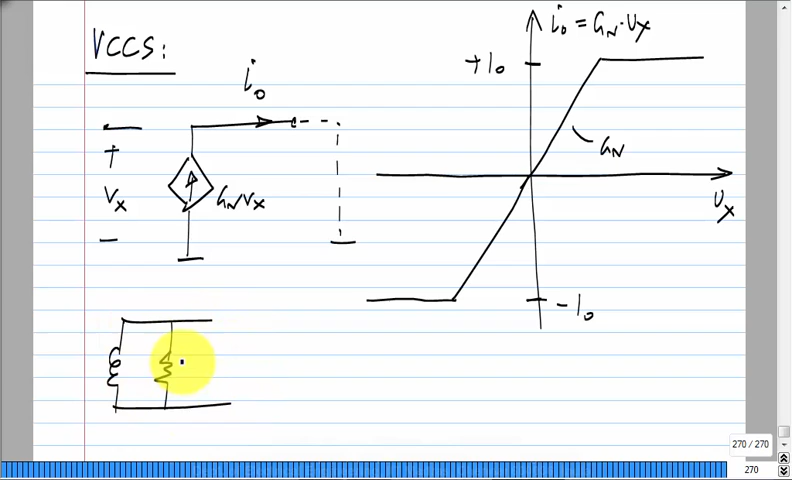 VCCS:
i₀
+
Vx
-
GNVx
i₀ = GN·Vx
+I₀
GN
Vx
-I₀
270 / 270
270